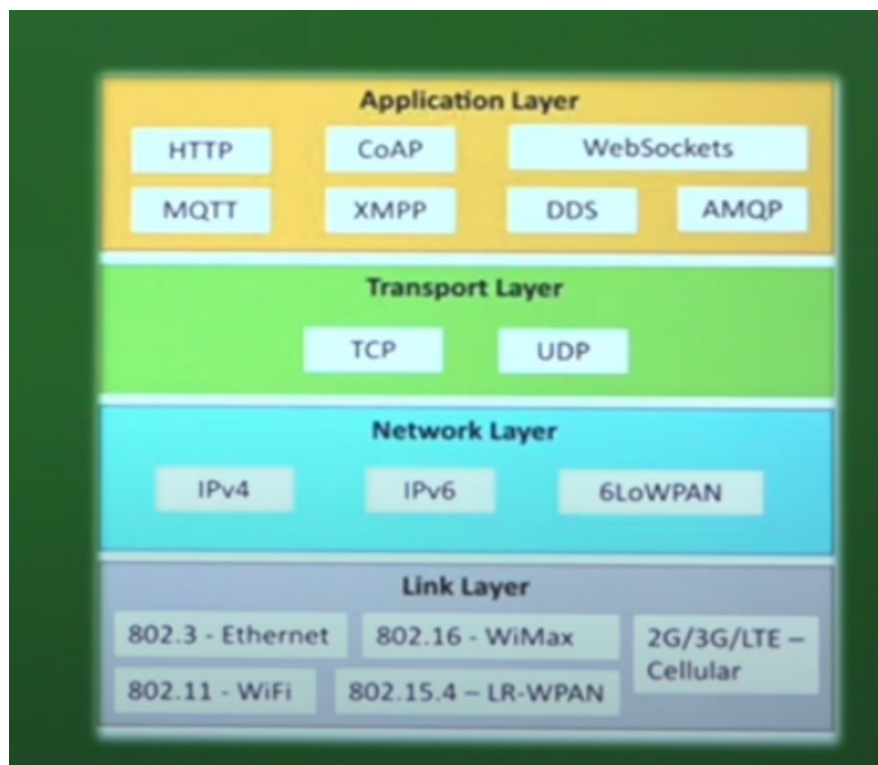 Application Layer
HTTP CoAP WebSockets
MQTT XMPP DDS AMQP
Transport Layer
TCP UDP
Network Layer
IPv4 IPv6 6LoWPAN
Link Layer
802.3 - Ethernet 802.16 - WiMax 2G/3G/LTE –
Cellular
802.11 - WiFi 802.15.4 – LR-WPAN